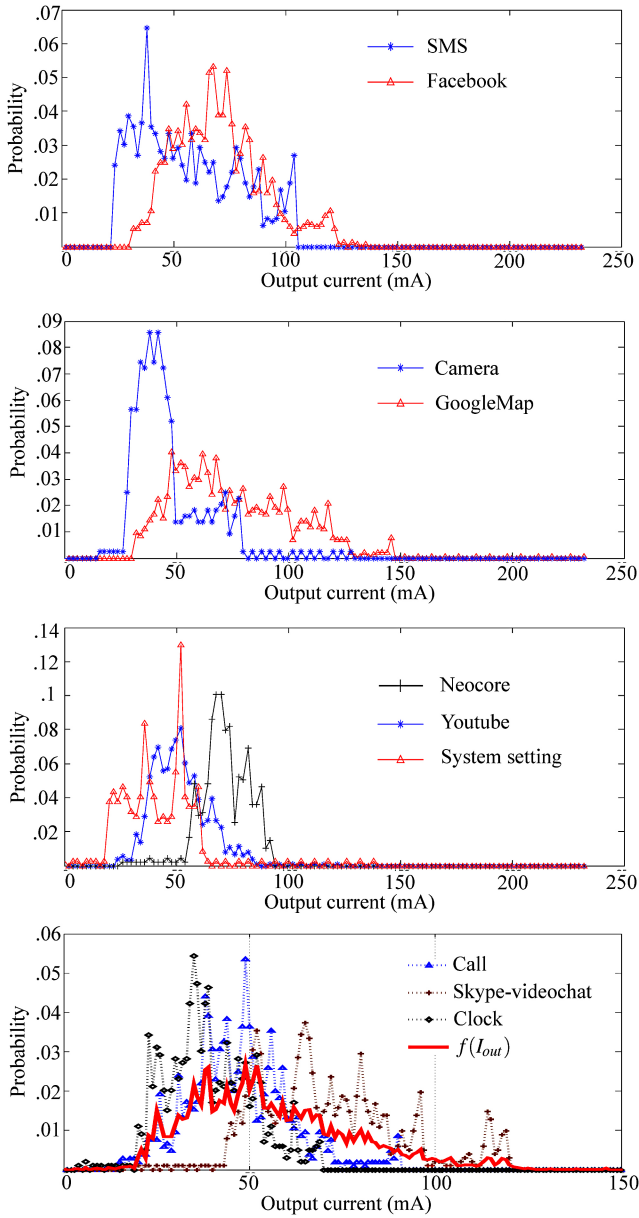 .07
.06
.05
.04
.03
.02
.01
Probability
SMS
Facebook
0 50 100 150 200 250
Output current (mA)
.09
.08
.07
.06
.05
.04
.03
.02
.01
Probability
Camera
GoogleMap
0 50 100 150 200 250
Output current (mA)
.14
.12
.1
.08
.06
.04
.02
Probability
Neocore
Youtube
System setting
0 50 100 150 200 250
Output current (mA)
.06
.05
.04
.03
.02
.01
Probability
Call
Skype-videochat
Clock
f(I_out)
0 50 100 150
Output current (mA)